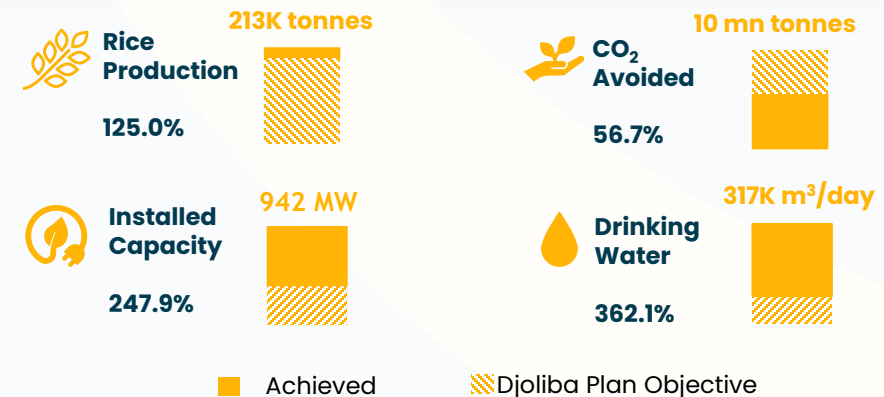 213K tonnes
Rice
Production
125.0%
10 mn tonnes
CO₂
Avoided
56.7%
942 MW
Installed
Capacity
247.9%
317K m³/day
Drinking
Water
362.1%
Achieved
Djoliba Plan Objective